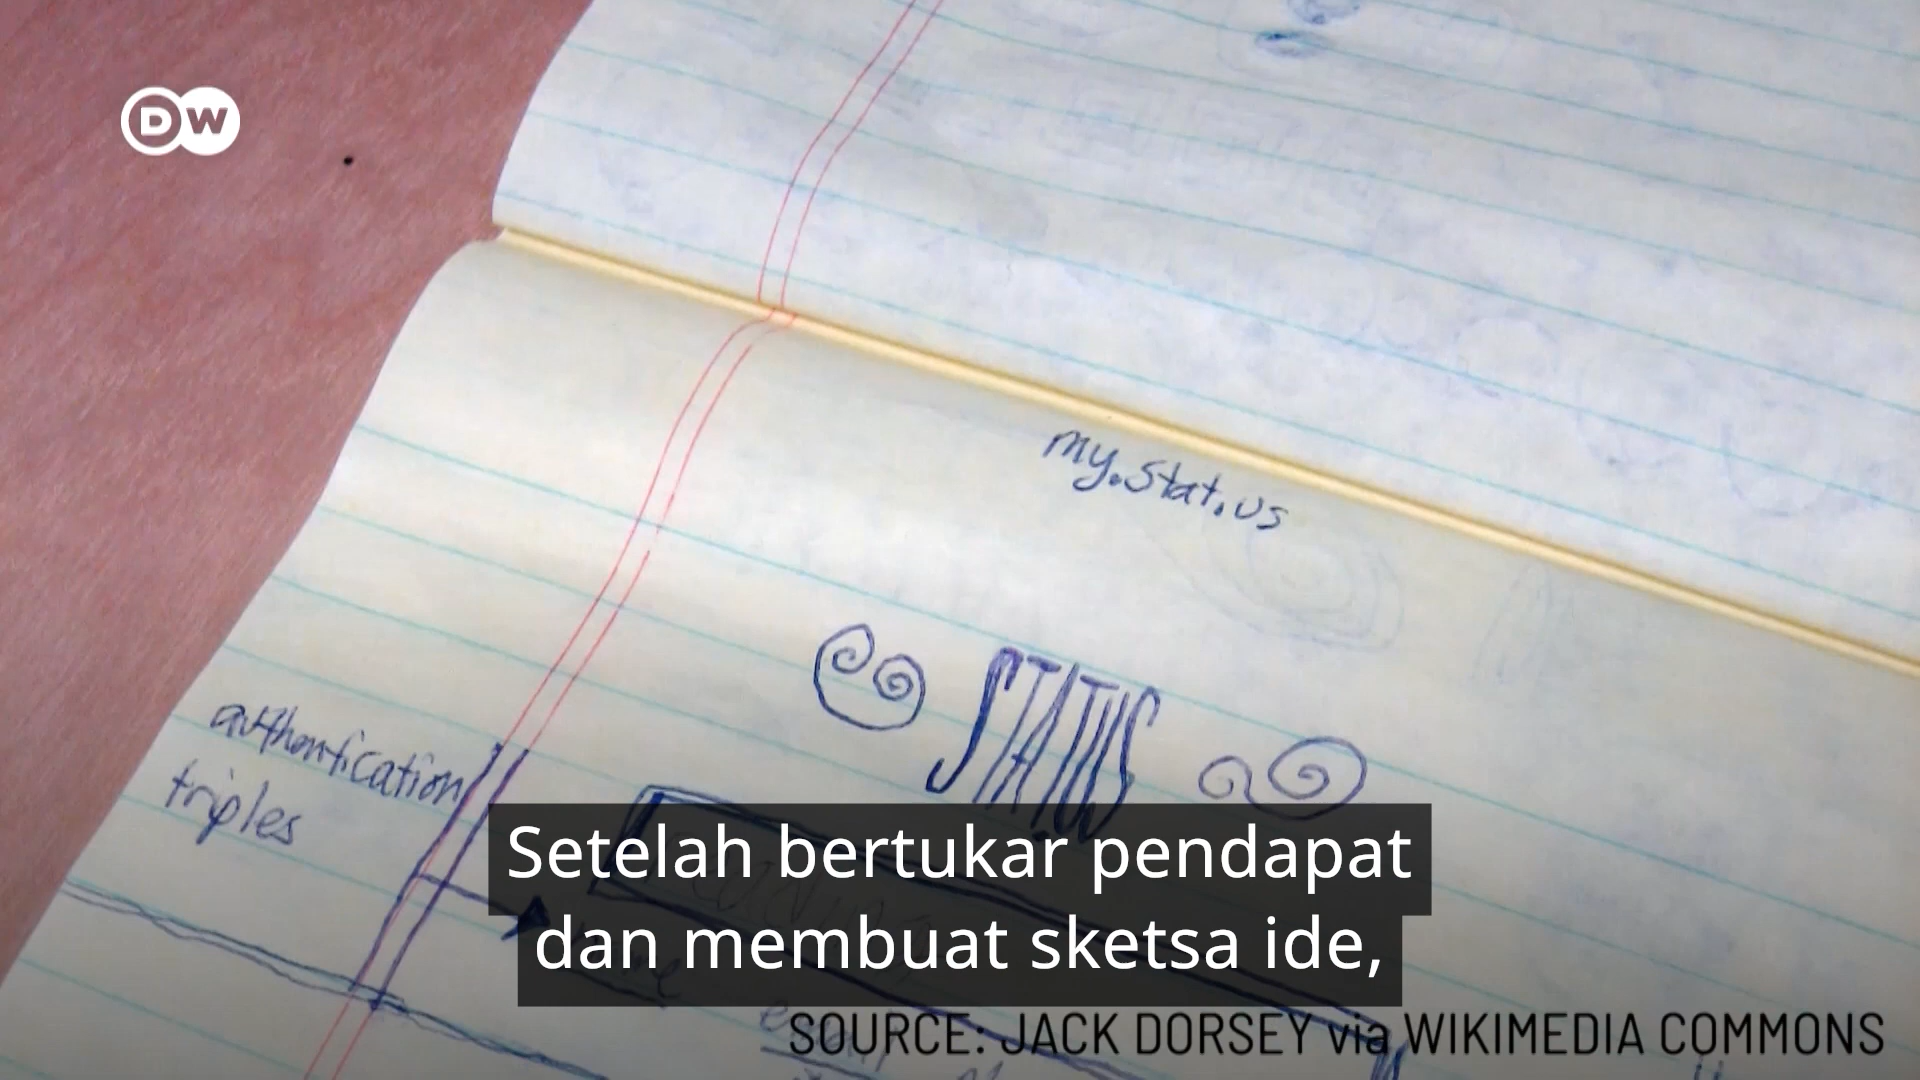 DW
my.stat.us
STATUS
authentication
triples
Setelah bertukar pendapat
dan membuat sketsa ide,
SOURCE: JACK DORSEY via WIKIMEDIA COMMONS